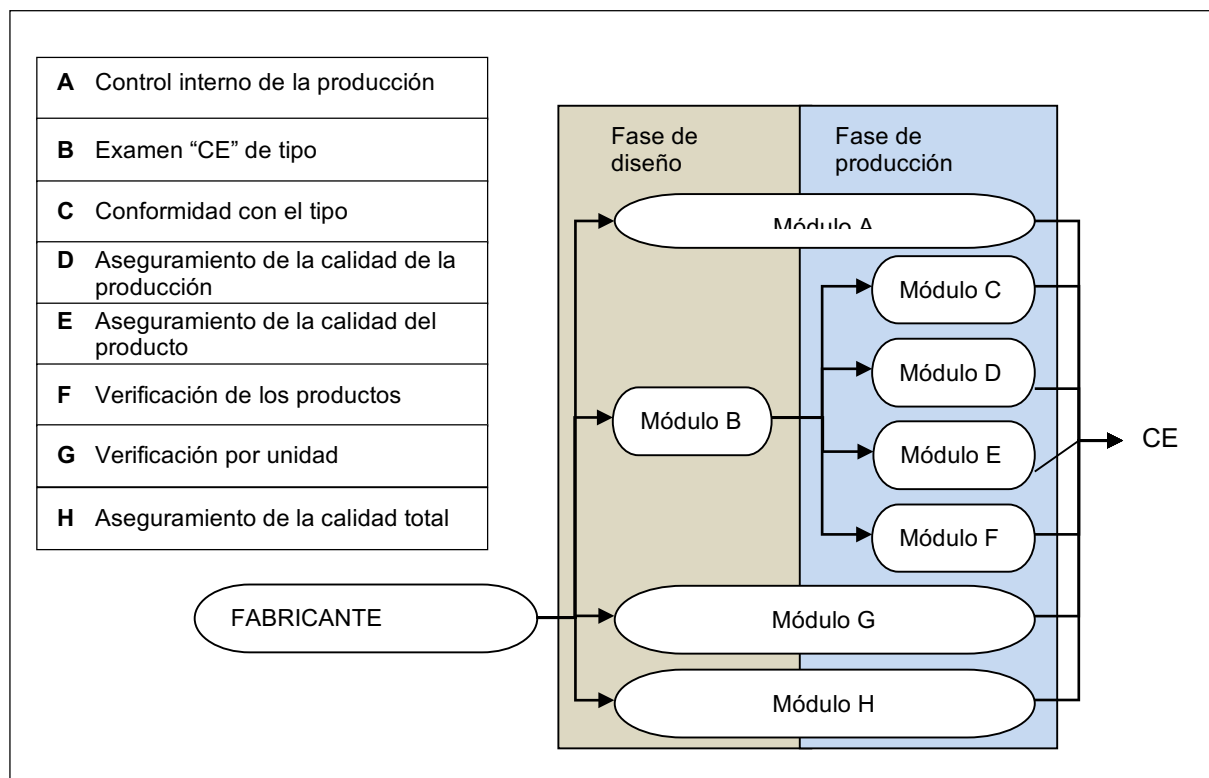 A Control interno de la producción
B Examen “CE” de tipo
C Conformidad con el tipo
D Aseguramiento de la calidad de la
producción
E Aseguramiento de la calidad del
producto
F Verificación de los productos
G Verificación por unidad
H Aseguramiento de la calidad total
Fase de
diseño
Fase de
producción
Módulo A
Módulo C
Módulo D
Módulo B
Módulo E
CE
Módulo F
FABRICANTE
Módulo G
Módulo H